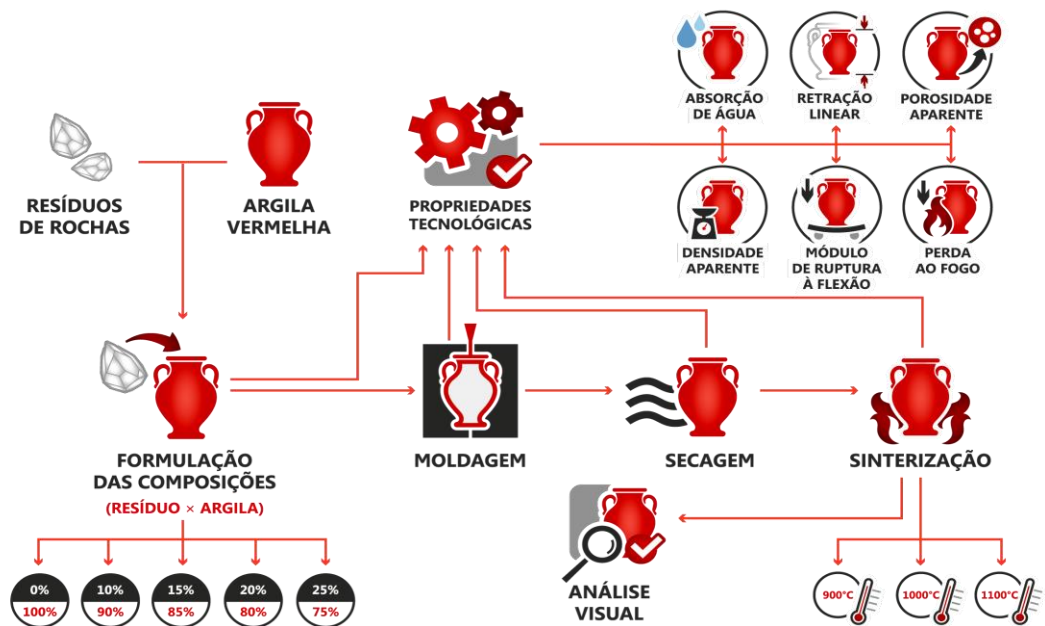 ABSORÇÃO
DE ÁGUA
RETRAÇÃO
LINEAR
POROSIDADE
APARENTE
RESÍDUOS
DE ROCHAS
ARGILA
VERMELHA
PROPRIEDADES
TECNOLÓGICAS
DENSIDADE
APARENTE
MÓDULO
DE RUPTURA
À FLEXÃO
PERDA
AO FOGO
FORMULAÇÃO
DAS COMPOSIÇÕES
(RESÍDUO × ARGILA)
MOLDAGEM
SECAGEM
SINTERIZAÇÃO
0%
100%
10%
90%
15%
85%
20%
80%
25%
75%
ANÁLISE
VISUAL
900°C
1000°C
1100°C